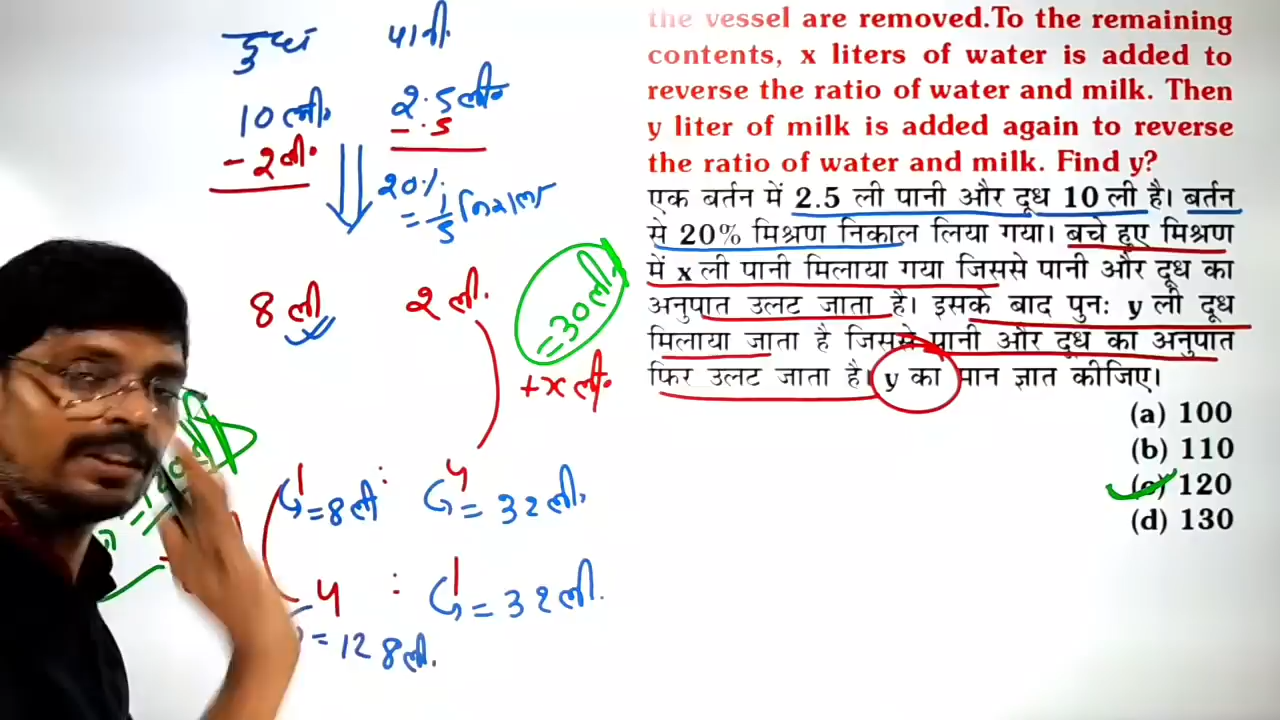 दुध पानी
10 ली. 2.5 ली.
- 2 ली. - .5
20%
= 1/5 निकाला
8 ली 2 ली. = 30 ली.
+ x ली.
1 : 4
= 8 ली = 32 ली.
4 : 1
= 128 ली. = 32 ली.
the vessel are removed.To the remaining
contents, x liters of water is added to
reverse the ratio of water and milk. Then
y liter of milk is added again to reverse
the ratio of water and milk. Find y?
एक बर्तन में 2.5 ली पानी और दूध 10 ली है। बर्तन
से 20% मिश्रण निकाल लिया गया। बचे हुए मिश्रण
में x ली पानी मिलाया गया जिससे पानी और दूध का
अनुपात उलट जाता है। इसके बाद पुनः y ली दूध
मिलाया जाता है जिससे पानी और दूध का अनुपात
फिर उलट जाता है। y का मान ज्ञात कीजिए।
(a) 100
(b) 110
(c) 120
(d) 130